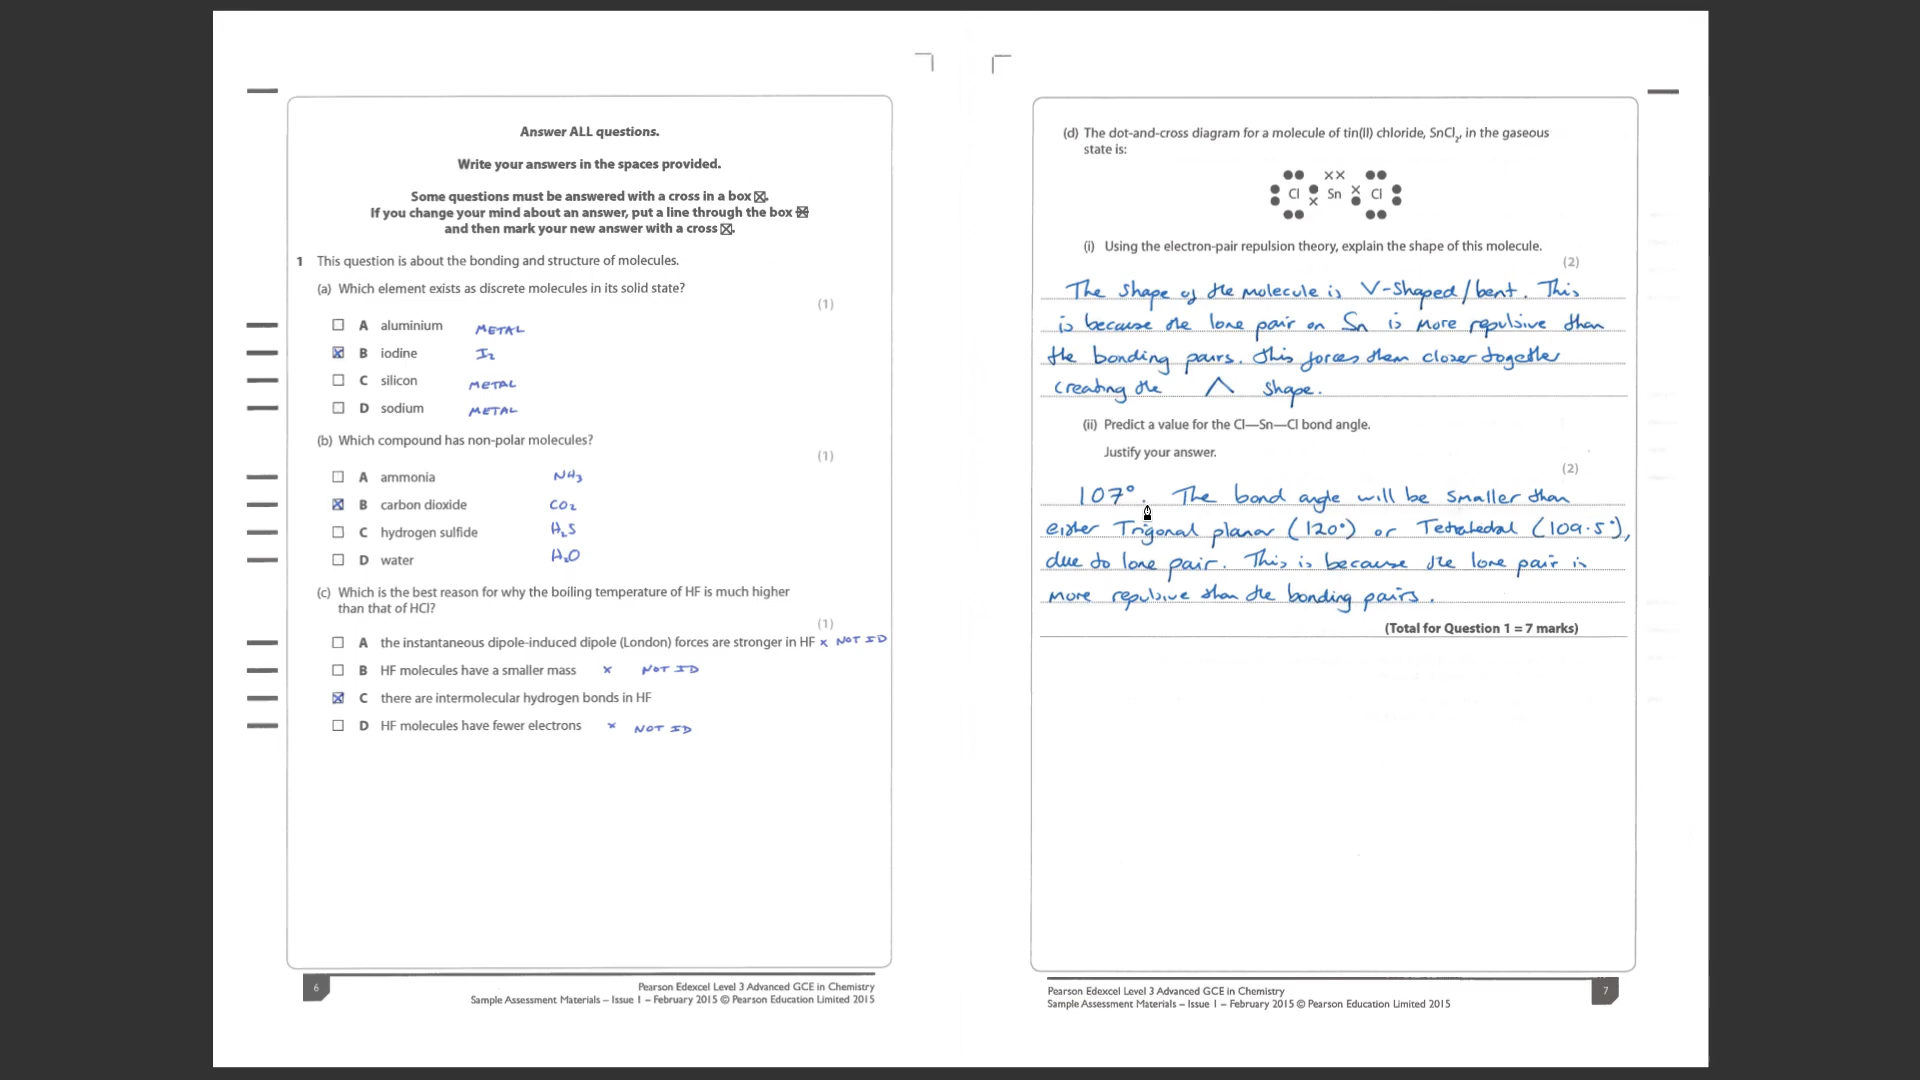 Answer ALL questions.
Write your answers in the spaces provided.
Some questions must be answered with a cross in a box ☒.
If you change your mind about an answer, put a line through the box ☒
and then mark your new answer with a cross ☒.
1 This question is about the bonding and structure of molecules.
(a) Which element exists as discrete molecules in its solid state?
(1)
A aluminium METAL
B iodine I₂
C silicon METAL
D sodium METAL
(b) Which compound has non-polar molecules?
(1)
A ammonia NH₃
B carbon dioxide CO₂
C hydrogen sulfide H₂S
D water H₂O
(c) Which is the best reason for why the boiling temperature of HF is much higher
than that of HCl?
(1)
A the instantaneous dipole-induced dipole (London) forces are stronger in HF × NOT ID
B HF molecules have a smaller mass × NOT ID
C there are intermolecular hydrogen bonds in HF
D HF molecules have fewer electrons × NOT ID
6
Pearson Edexcel Level 3 Advanced GCE in Chemistry
Sample Assessment Materials – Issue 1 – February 2015 © Pearson Education Limited 2015
(d) The dot-and-cross diagram for a molecule of tin(II) chloride, SnCl₂, in the gaseous
state is:
Cl Sn Cl
(i) Using the electron-pair repulsion theory, explain the shape of this molecule.
(2)
The shape of the molecule is V-shaped/bent. This
is because the lone pair on Sn is more repulsive than
the bonding pairs. This forces them closer together
creating the ∧ shape.
(ii) Predict a value for the Cl—Sn—Cl bond angle.
Justify your answer.
(2)
107°. The bond angle will be smaller than
either Trigonal planar (120°) or Tetrahedral (109.5°),
due to lone pair. This is because the lone pair is
more repulsive than the bonding pairs.
(Total for Question 1 = 7 marks)
Pearson Edexcel Level 3 Advanced GCE in Chemistry
Sample Assessment Materials – Issue 1 – February 2015 © Pearson Education Limited 2015
7